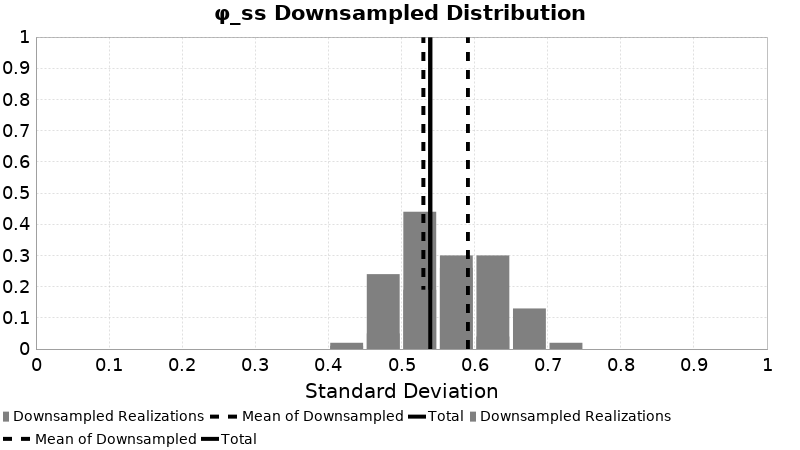 φ_ss Downsampled Distribution
1
0.9
0.8
0.7
0.6
0.5
0.4
0.3
0.2
0.1
0
0 0.1 0.2 0.3 0.4 0.5 0.6 0.7 0.8 0.9 1
Standard Deviation
Downsampled Realizations Mean of Downsampled Total Downsampled Realizations
Mean of Downsampled Total